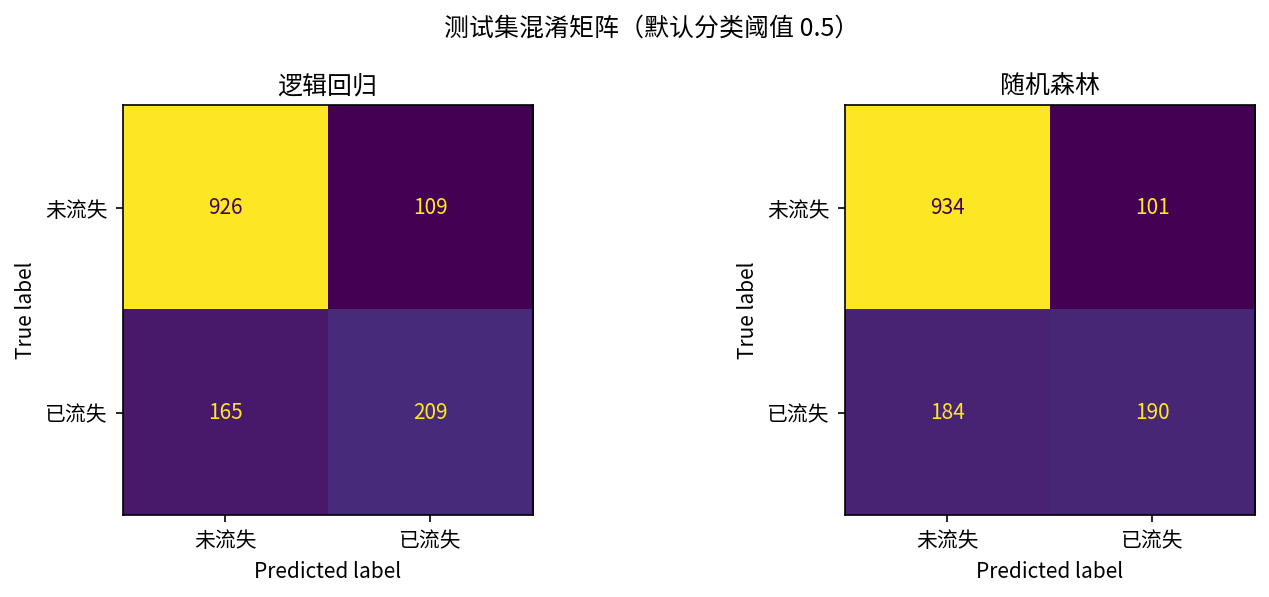 测试集混淆矩阵（默认分类阈值 0.5）
逻辑回归
True label
未流失
926
109
已流失
165
209
未流失
已流失
Predicted label
随机森林
True label
未流失
934
101
已流失
184
190
未流失
已流失
Predicted label